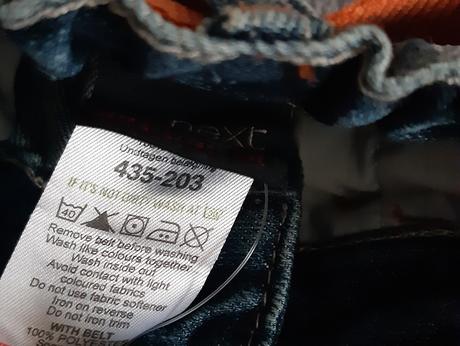 next
435-203
IF IT'S NOT DIRTY WASH AT 30°
40
Remove belt before washing
Wash like colours together
Wash inside out
Avoid contact with light
coloured fabrics
Do not use fabric softener
Iron on reverse
Do not iron trim
WITH BELT
100% POLYESTER